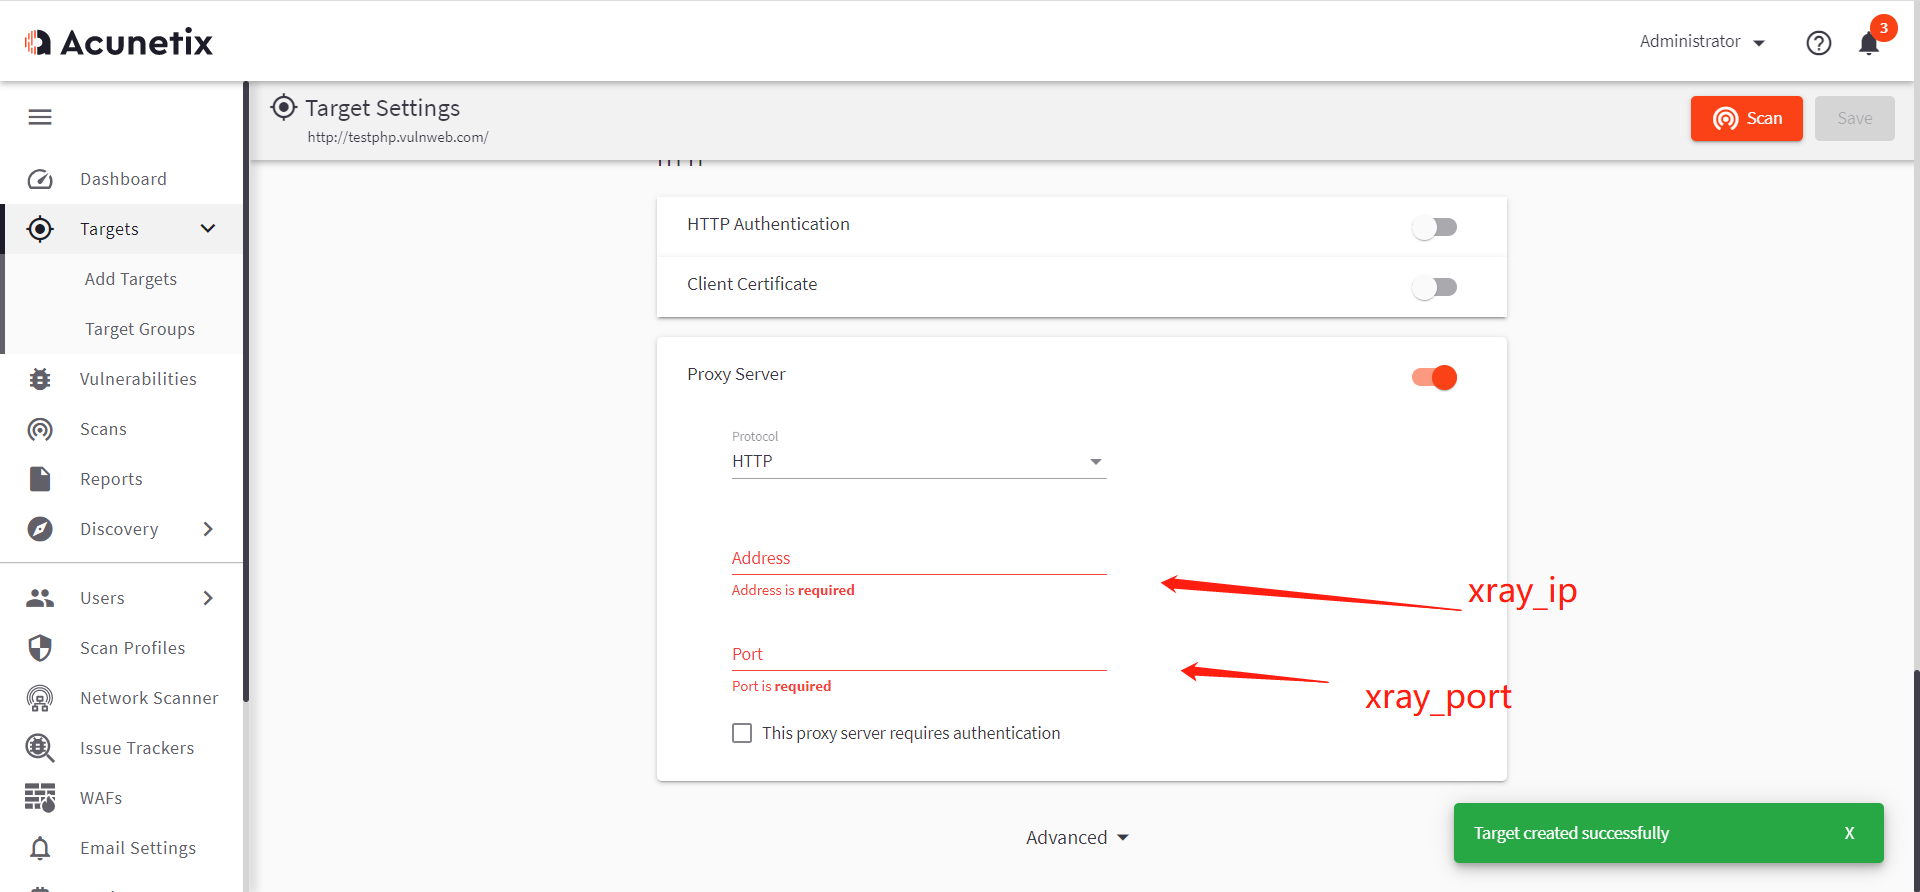 Acunetix
Administrator
3
Target Settings
http://testphp.vulnweb.com/
Scan
Save
Dashboard
Targets
Add Targets
Target Groups
Vulnerabilities
Scans
Reports
Discovery
Users
Scan Profiles
Network Scanner
Issue Trackers
WAFs
Email Settings
HTTP
HTTP Authentication
Client Certificate
Proxy Server
Protocol
HTTP
Address
Address is required
xray_ip
Port
Port is required
xray_port
This proxy server requires authentication
Advanced
Target created successfully
X